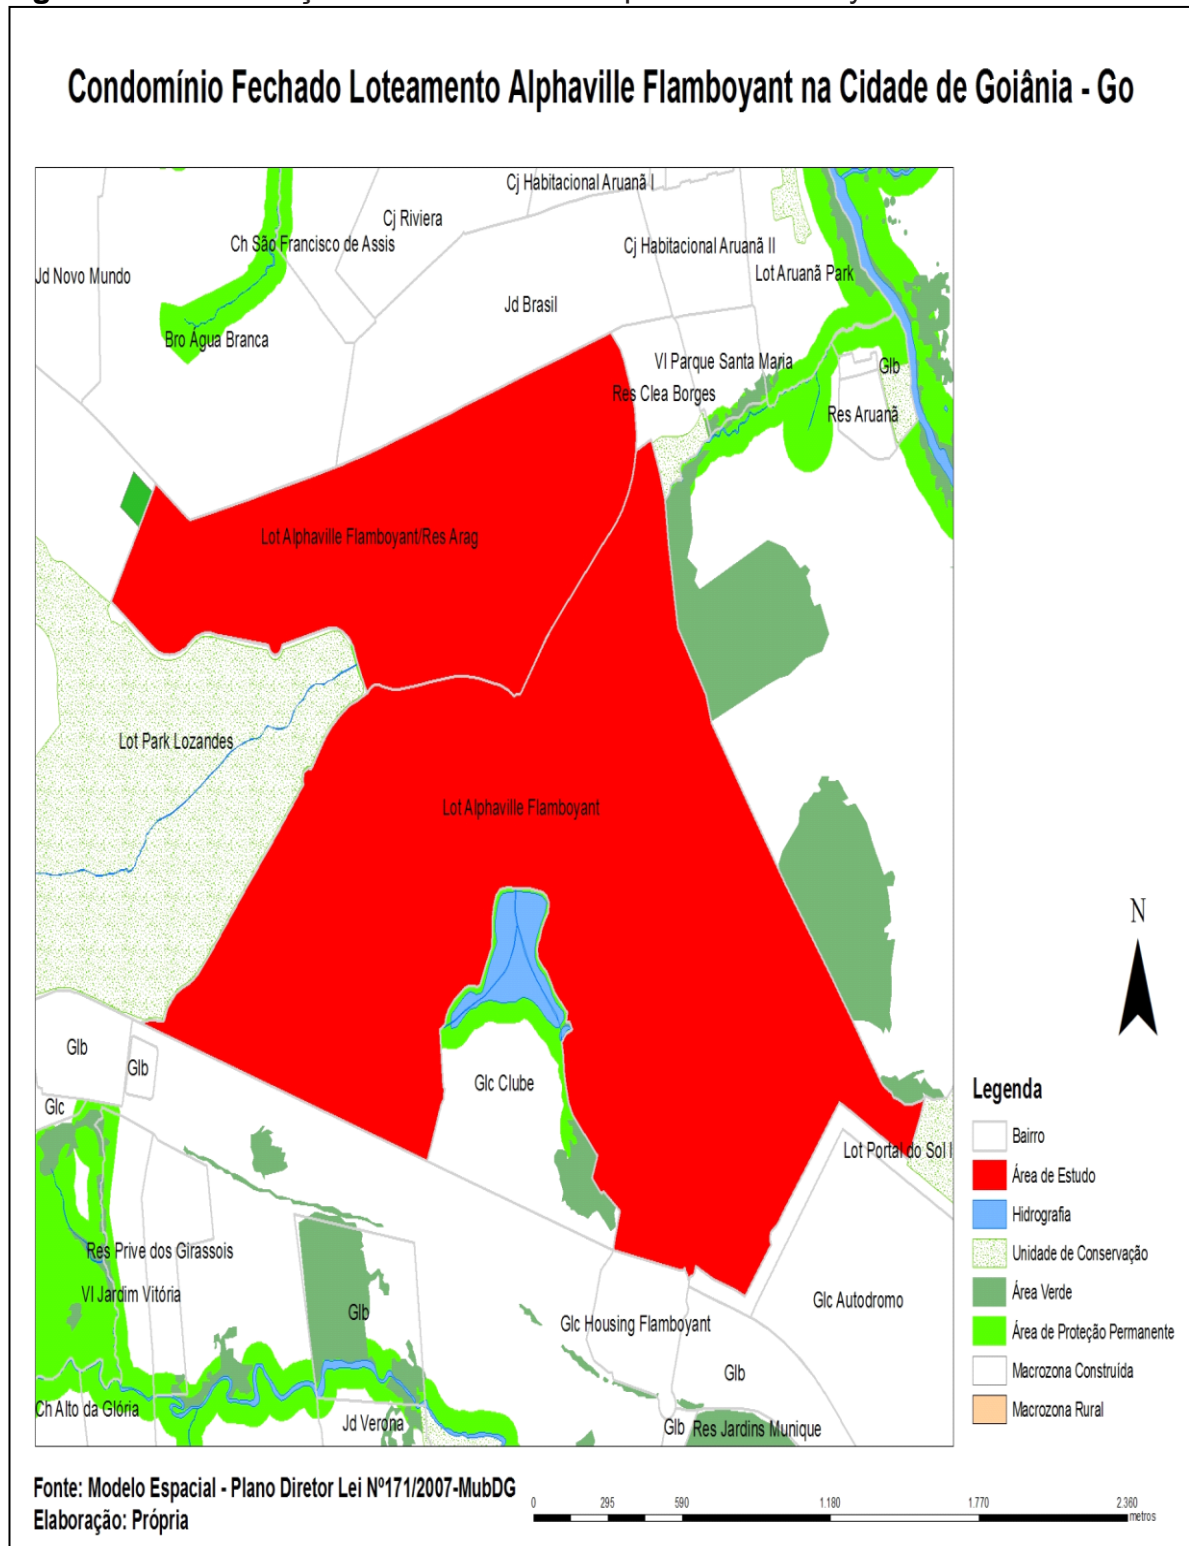 Condomínio Fechado Loteamento Alphaville Flamboyant na Cidade de Goiânia - Go
Cj Habitacional Aruanã I
Cj Riviera
Ch São Francisco de Assis
Cj Habitacional Aruanã II
Jd Novo Mundo
Lot Aruanã Park
Jd Brasil
Bro Água Branca
Vl Parque Santa Maria
Glb
Res Clea Borges
Res Aruanã
Lot Alphaville Flamboyant/Res Arag
Lot Park Lozandes
Lot Alphaville Flamboyant
N
Glb
Glb
Glc Clube
Glc
Lot Portal do Sol I
Res Prive dos Girassois
Vl Jardim Vitória
Glb
Glc Housing Flamboyant
Glc Autodromo
Glb
Ch Alto da Glória
Jd Verona
Glb
Res Jardins Munique
Legenda
Bairro
Área de Estudo
Hidrografia
Unidade de Conservação
Área Verde
Área de Proteção Permanente
Macrozona Construída
Macrozona Rural
Fonte: Modelo Espacial - Plano Diretor Lei Nº171/2007-MubDG
Elaboração: Própria
0 295 590 1.180 1.770 2.360
metros